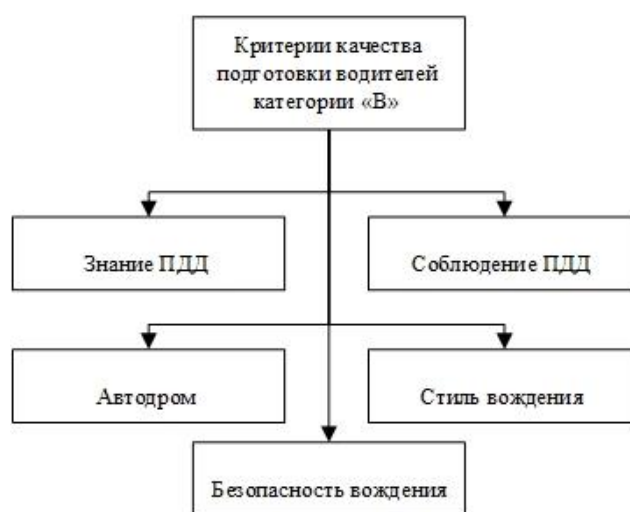 Критерии качества
подготовки водителей
категории «В»
Знание ПДД
Соблюдение ПДД
Автодром
Стиль вождения
Безопасность вождения